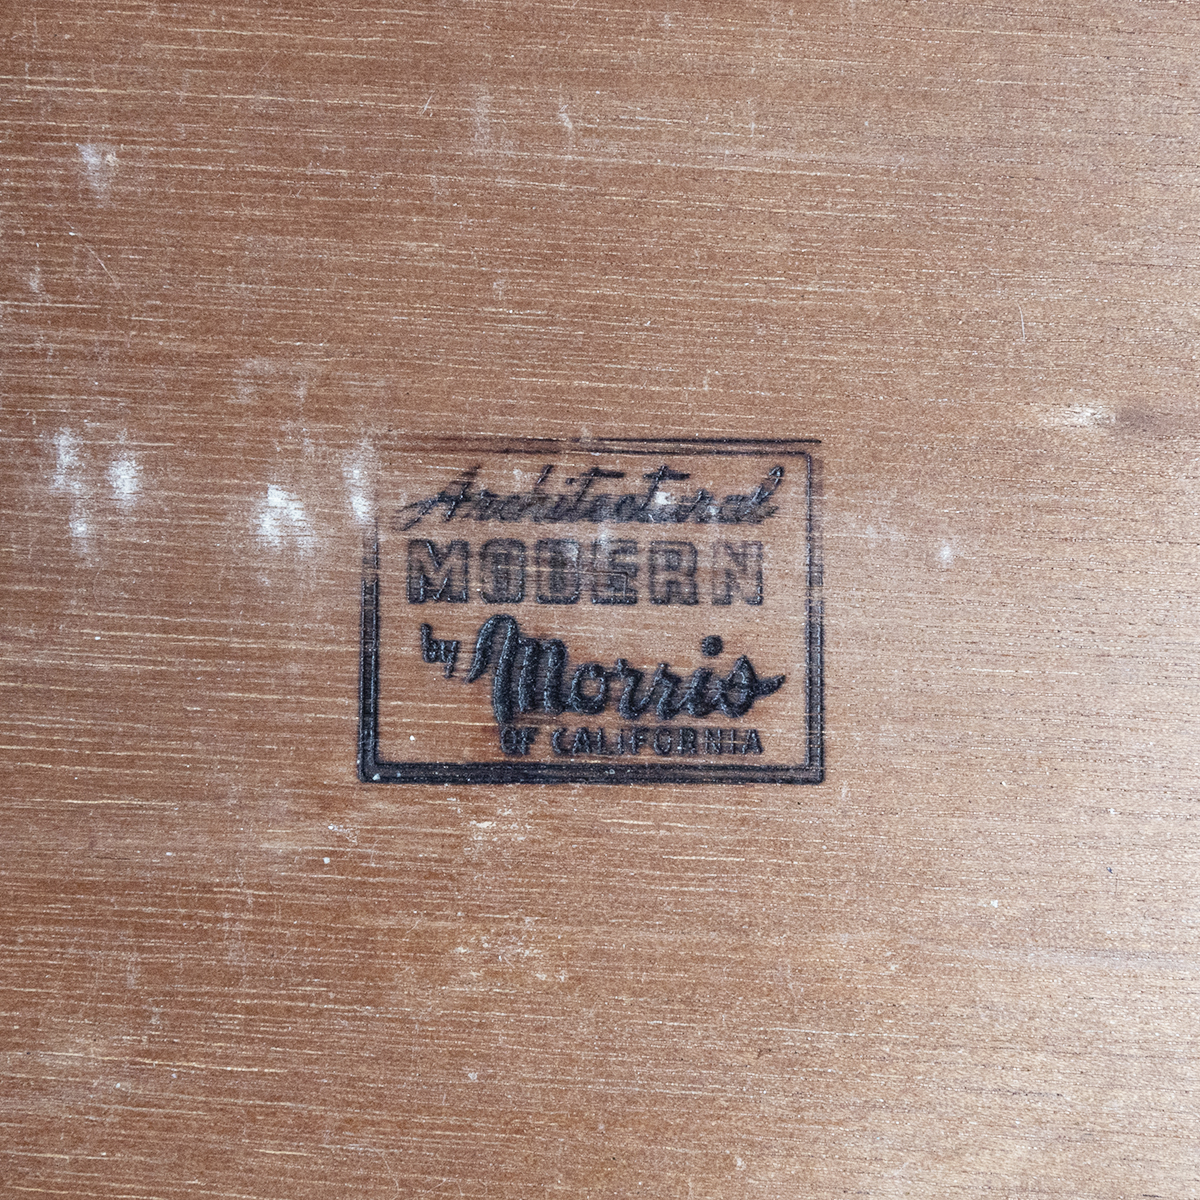 Architectural
MODERN
by Morris
OF CALIFORNIA